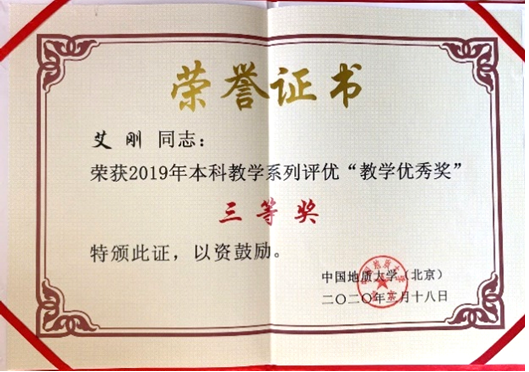 荣誉证书
艾刚 同志：
荣获2019年本科教学系列评优“教学优秀奖”
三等奖
特颁此证，以资鼓励。
中国地质大学（北京）
二〇二〇年三月十八日